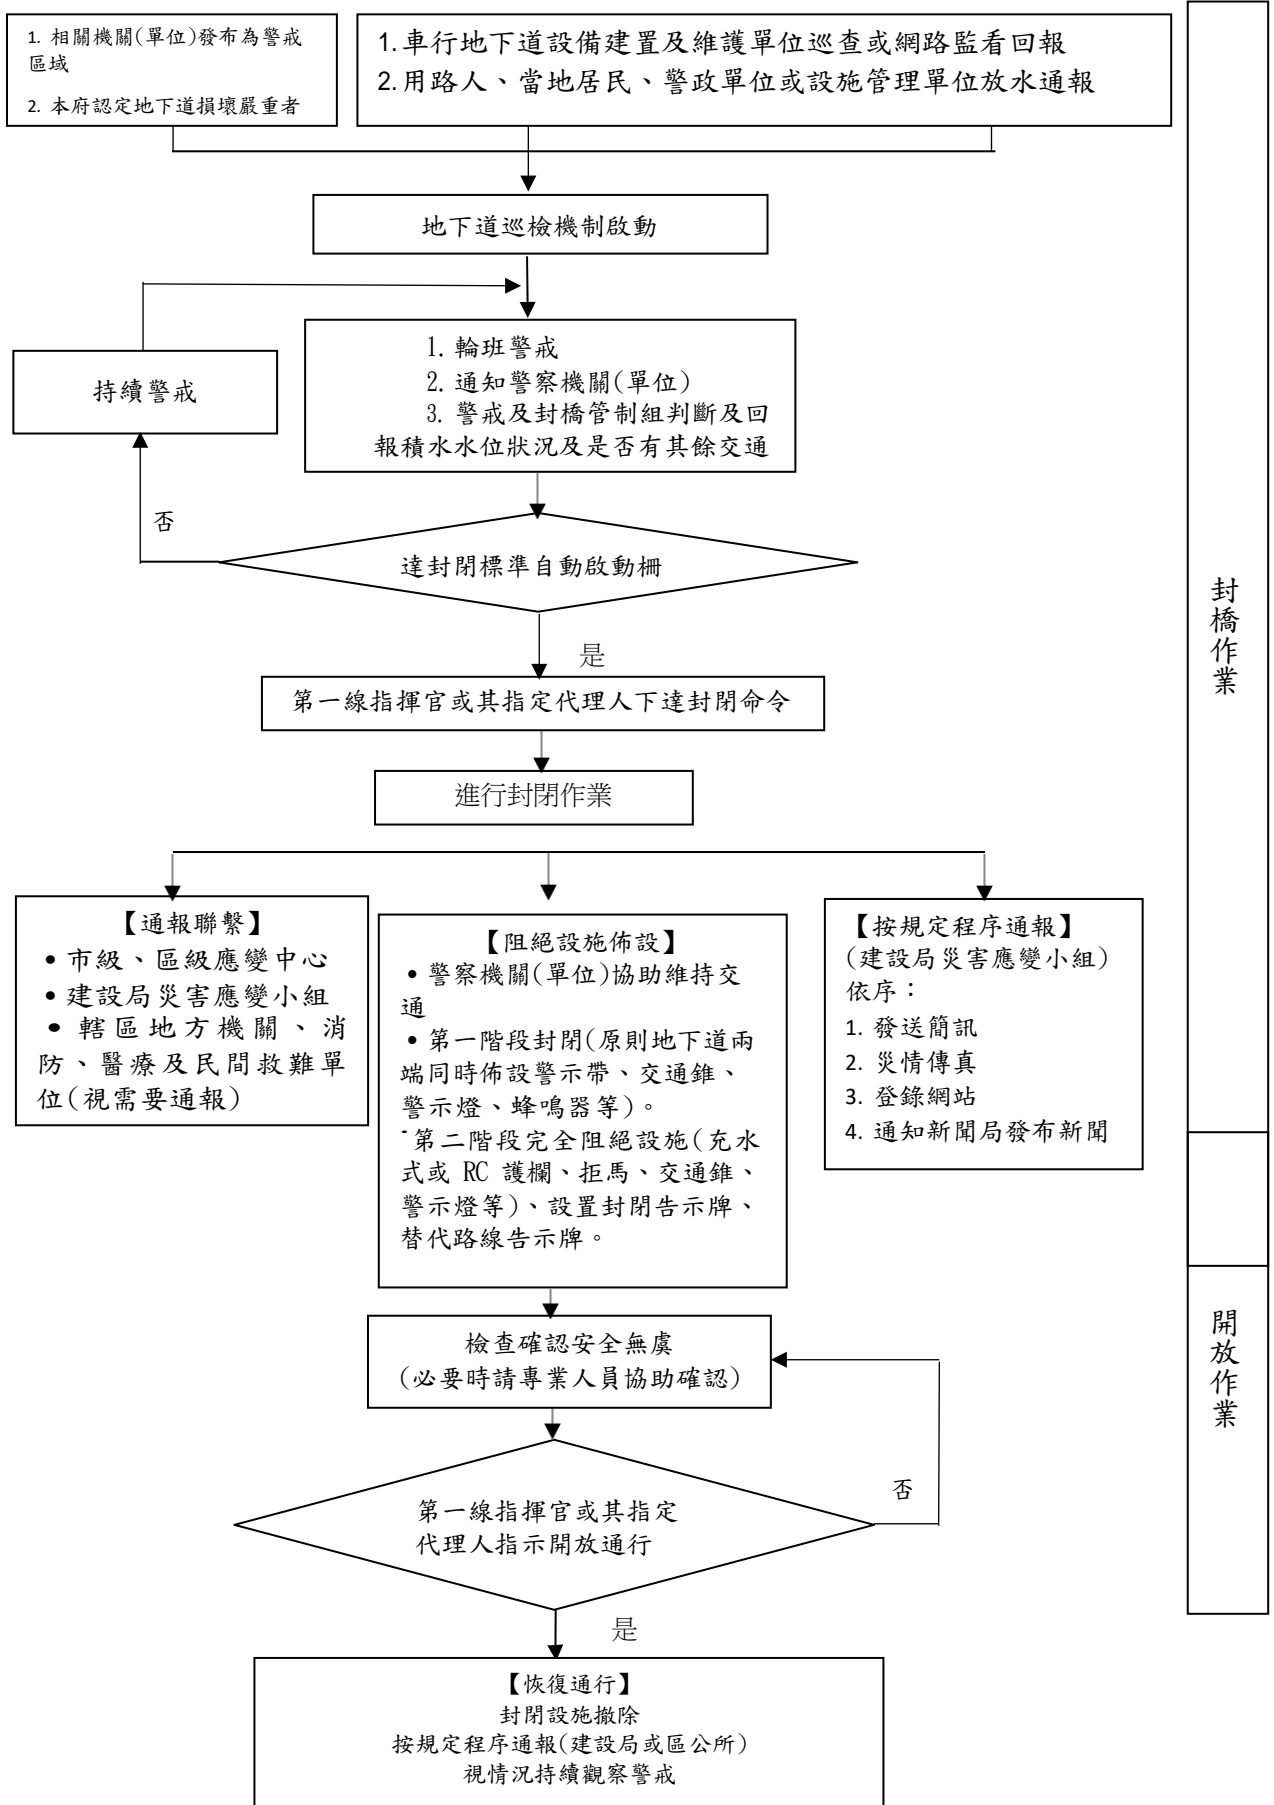 1. 相關機關(單位)發布為警戒
區域
2. 本府認定地下道損壞嚴重者
1.車行地下道設備建置及維護單位巡查或網路監看回報
2.用路人、當地居民、警政單位或設施管理單位放水通報
地下道巡檢機制啟動
持續警戒
1. 輪班警戒
2. 通知警察機關(單位)
3. 警戒及封橋管制組判斷及回
報積水水位狀況及是否有其餘交通
否
達封閉標準自動啟動柵
是
第一線指揮官或其指定代理人下達封閉命令
進行封閉作業
【通報聯繫】
•市級、區級應變中心
•建設局災害應變小組
• 轄區地方機關、消
防、醫療及民間救難單
位(視需要通報)
【阻絕設施佈設】
•警察機關(單位)協助維持交
通
•第一階段封閉(原則地下道兩
端同時佈設警示帶、交通錐、
警示燈、蜂鳴器等)。
第二階段完全阻絕設施(充水
式或 RC 護欄、拒馬、交通錐、
警示燈等)、設置封閉告示牌、
替代路線告示牌。
【按規定程序通報】
(建設局災害應變小組)
依序：
1. 發送簡訊
2. 災情傳真
3. 登錄網站
4. 通知新聞局發布新聞
檢查確認安全無虞
(必要時請專業人員協助確認)
否
第一線指揮官或其指定
代理人指示開放通行
是
【恢復通行】
封閉設施撤除
按規定程序通報(建設局或區公所)
視情況持續觀察警戒
封橋作業
開放作業